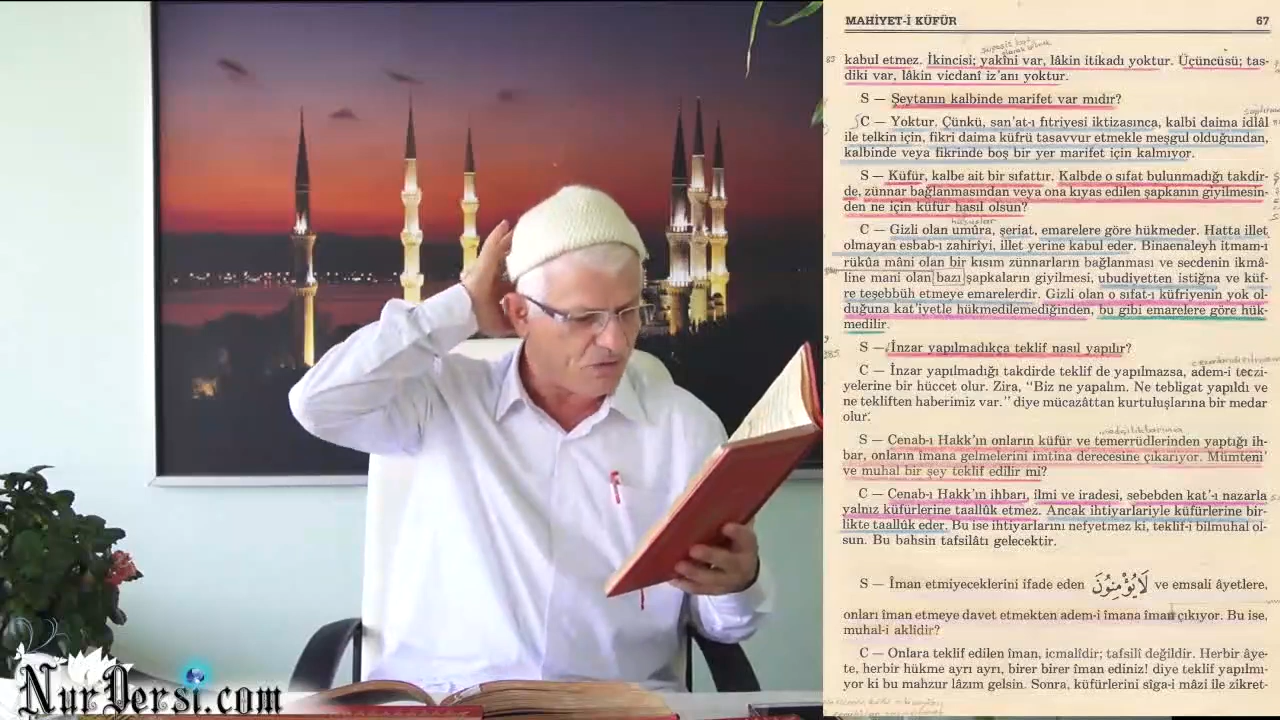 MAHİYET-İ KÜFÜR 67
kabul etmez. İkincisi; yakîni var, lâkin itikadı yoktur. Üçüncüsü; tas-
diki var, lâkin vicdanî iz'anı yoktur.
S — Şeytanın kalbinde marifet var mıdır?
C — Yoktur. Çünkü, san'at-ı fıtriyesi iktizasınca, kalbi daima idlâl
ile telkin için, fikri daima küfrü tasavvur etmekle meşgul olduğundan,
kalbinde veya fikrinde boş bir yer marifet için kalmıyor.
S — Küfür, kalbe ait bir sıfattır. Kalbde o sıfat bulunmadığı takdir-
de, zünnar bağlanmasından veya ona kıyas edilen şapkanın giyilmesin-
den ne için küfür hasıl olsun?
C — Gizli olan umûra, şeriat, emarelere göre hükmeder. Hatta illet
olmayan esbab-ı zahirîyi, illet yerine kabul eder. Binaenaleyh itmam-ı
rükûa mâni olan bir kısım zünnarların bağlanması ve secdenin ikmâ-
line mani olan bazı şapkaların giyilmesi, ubudiyetten istiğna ve küf-
re teşebbüh etmeye emarelerdir. Gizli olan o sıfat-ı küfriyenin yok ol-
duğuna kat'iyetle hükmedilemediğinden, bu gibi emarelere göre hük-
medilir.
S — İnzar yapılmadıkça teklif nasıl yapılır?
C — İnzar yapılmadığı takdirde teklif de yapılmazsa, adem-i teczi-
yelerine bir hüccet olur. Zira, "Biz ne yapalım. Ne tebligat yapıldı ve
ne tekliften haberimiz var." diye mücazâttan kurtuluşlarına bir medar
olur.
S — Cenab-ı Hakk'ın onların küfür ve temerrüdlerinden yaptığı ih-
bar, onların îmana gelmelerini imtina derecesine çıkarıyor. Mümteni'
ve muhal bir şey teklif edilir mi?
C — Cenab-ı Hakk'ın ihbarı, ilmi ve iradesi, sebebden kat'-ı nazarla
yalnız küfürlerine taallûk etmez. Ancak ihtiyarlariyle küfürlerine bir-
likte taallûk eder. Bu ise ihtiyarlarını nefyetmez ki, teklif-i bilmuhal ol-
sun. Bu bahsin tafsilâtı gelecektir.
S — Îman etmiyeceklerini ifade eden لَا يُؤْمِنُونَ ve emsali âyetlere,
onları îman etmeye davet etmekten adem-i îmana îman çıkıyor. Bu ise,
muhal-i aklîdir?
C — Onlara teklif edilen îman, icmalîdir; tafsilî değildir. Herbir âye-
te, herbir hükme ayrı ayrı, birer birer îman ediniz! diye teklif yapılmı-
yor ki bu mahzur lâzım gelsin. Sonra, küfürlerini sîga-i mâzi ile zikret-
NurDersi.com